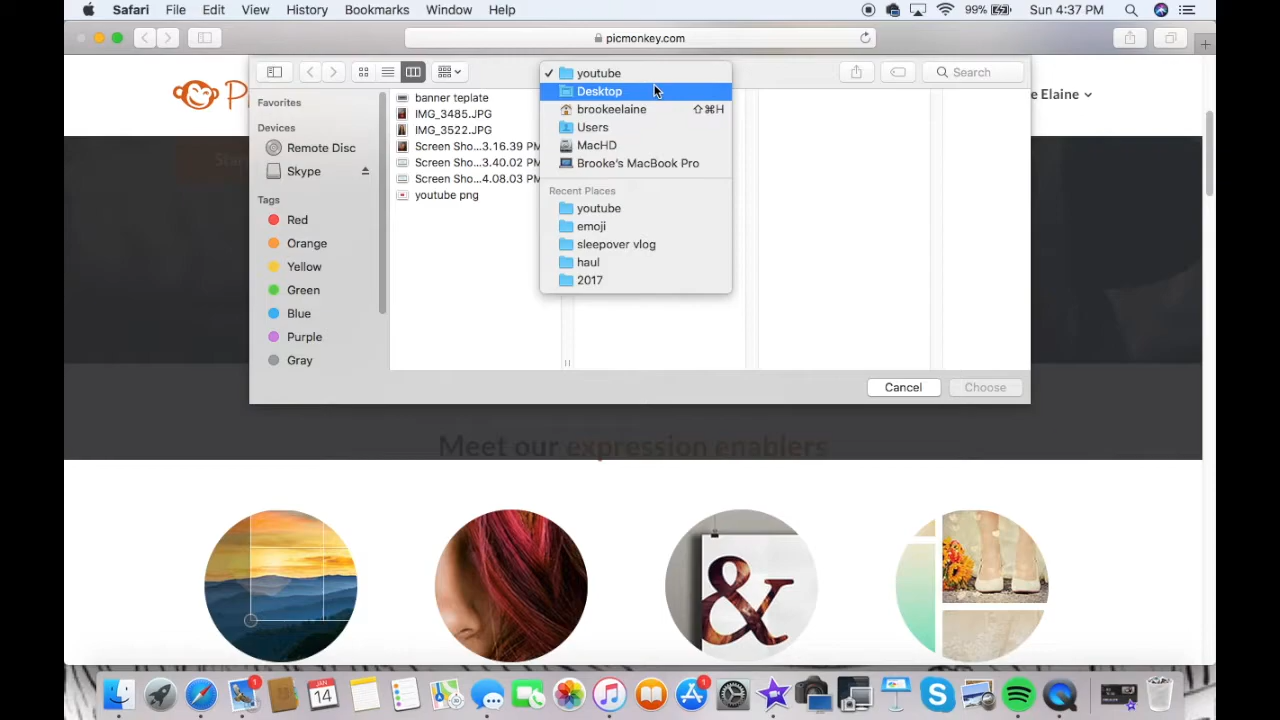 Safari File Edit View History Bookmarks Window Help 99% Sun 4:37 PM
picmonkey.com
Search
youtube
Desktop
brookeelaine ⇧⌘H
Users
MacHD
Brooke's MacBook Pro
Recent Places
youtube
emoji
sleepover vlog
haul
2017
Favorites
Devices
Remote Disc
Skype
Tags
Red
Orange
Yellow
Green
Blue
Purple
Gray
banner teplate
IMG_3485.JPG
IMG_3522.JPG
Screen Sho...3.16.39 PM
Screen Sho...3.40.02 PM
Screen Sho...4.08.03 PM
youtube png
P
e Elaine
Cancel Choose
Meet our expression enablers
&
1
JAN
14
1